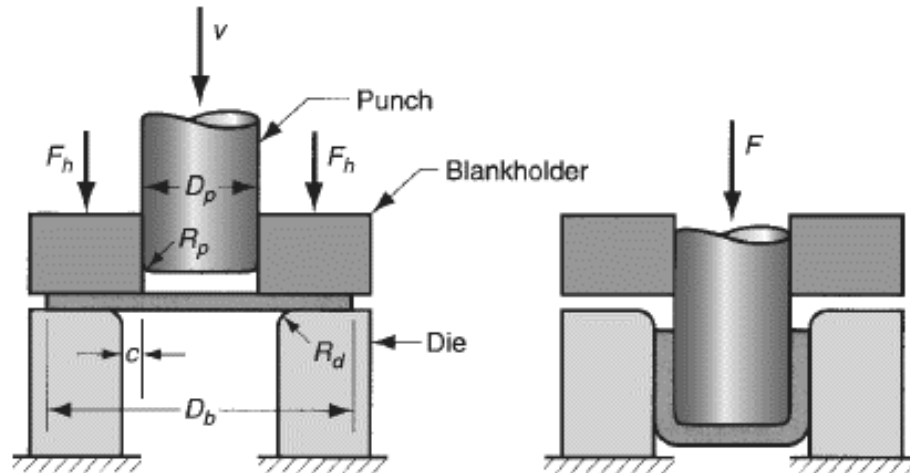 v
Punch
F_h
F_h
F
Blankholder
D_p
R_p
Die
c
R_d
D_b